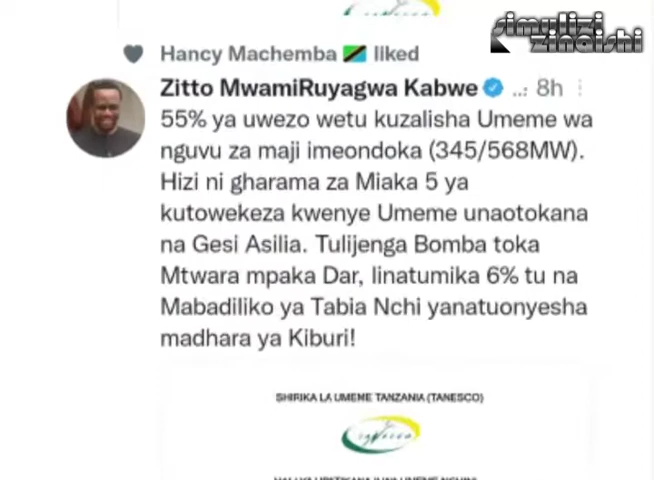 simulizi
zinaishi
Hancy Machemba 🇹🇿 liked
Zitto MwamiRuyagwa Kabwe ..: 8h
55% ya uwezo wetu kuzalisha Umeme wa
nguvu za maji imeondoka (345/568MW).
Hizi ni gharama za Miaka 5 ya
kutowekeza kwenye Umeme unaotokana
na Gesi Asilia. Tulijenga Bomba toka
Mtwara mpaka Dar, linatumika 6% tu na
Mabadiliko ya Tabia Nchi yanatuonyesha
madhara ya Kiburi!
SHIRIKA LA UMEME TANZANIA (TANESCO)